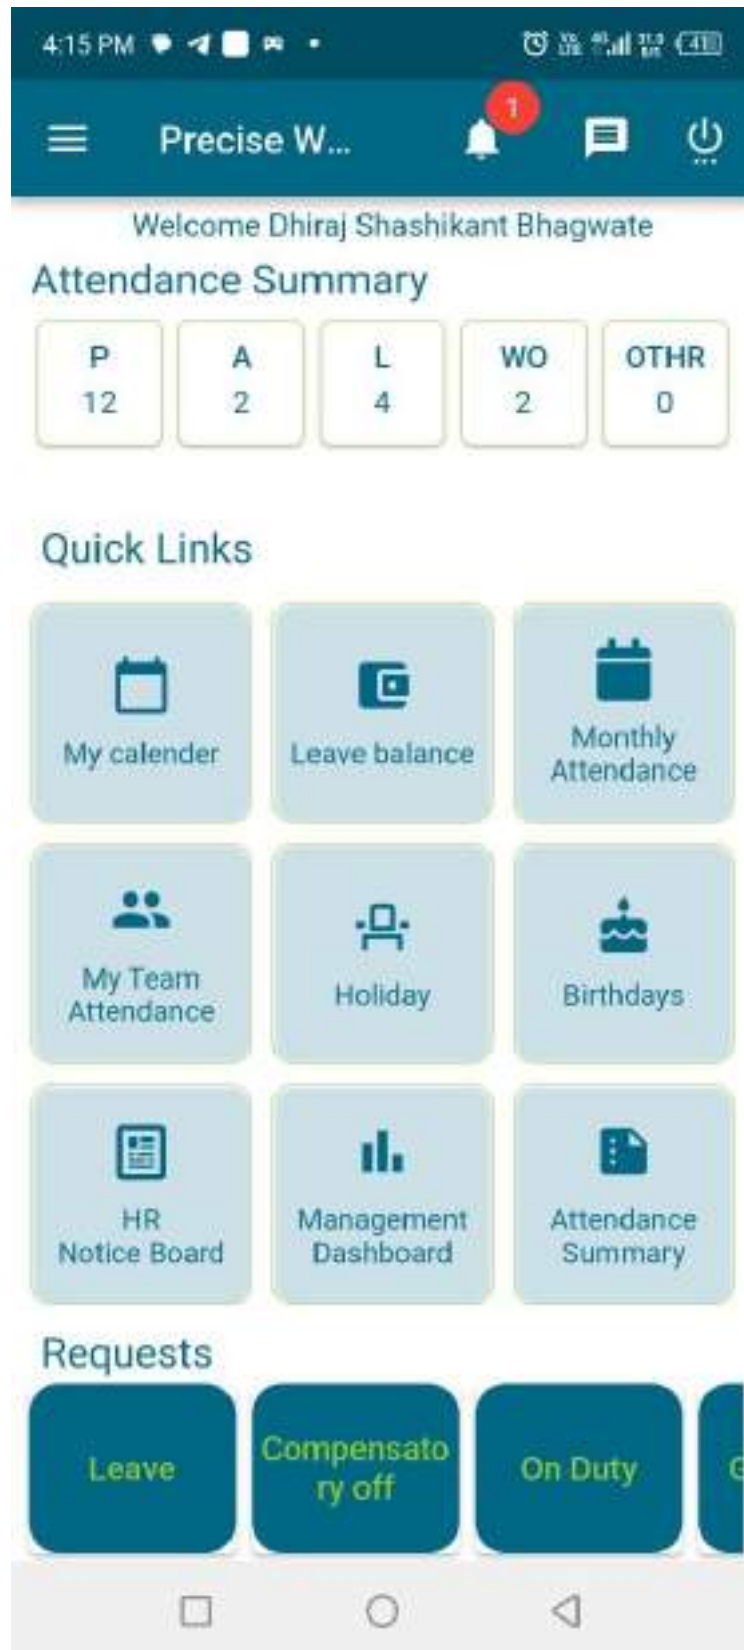 4:15 PM
Precise W...
1
Welcome Dhiraj Shashikant Bhagwate
Attendance Summary
P A L WO OTHR
12 2 4 2 0
Quick Links
My calender
Leave balance
Monthly
Attendance
My Team
Attendance
Holiday
Birthdays
HR
Notice Board
Management
Dashboard
Attendance
Summary
Requests
Leave
Compensato
ry off
On Duty